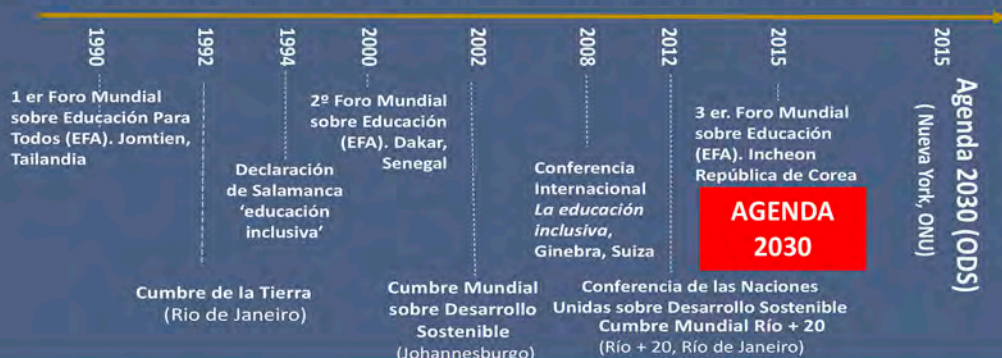 1990
1992
1994
2000
2002
2008
2012
2015
2015
1 er Foro Mundial
sobre Educación Para
Todos (EFA). Jomtien,
Tailandia
Cumbre de la Tierra
(Rio de Janeiro)
Declaración
de Salamanca
‘educación
inclusiva’
2º Foro Mundial
sobre Educación
(EFA). Dakar,
Senegal
Cumbre Mundial
sobre Desarrollo
Sostenible
(Johannesburgo)
Conferencia
Internacional
La educación
inclusiva,
Ginebra, Suiza
Conferencia de las Naciones
Unidas sobre Desarrollo Sostenible
Cumbre Mundial Río + 20
(Río + 20, Río de Janeiro)
3 er. Foro Mundial
sobre Educación
(EFA). Incheon
República de Corea
AGENDA
2030
Agenda 2030 (ODS)
(Nueva York, ONU)